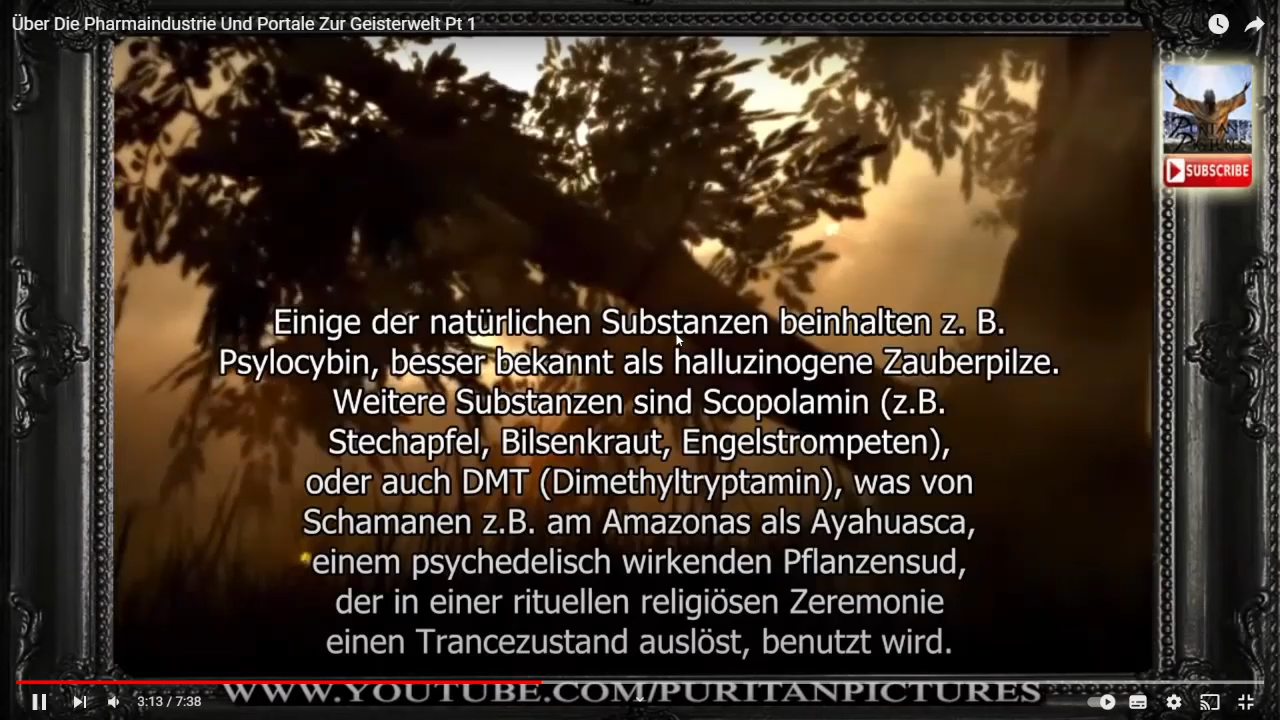 Über Die Pharmaindustrie Und Portale Zur Geisterwelt Pt 1
PURITAN
PICTURES
SUBSCRIBE
Einige der natürlichen Substanzen beinhalten z. B.
Psylocybin, besser bekannt als halluzinogene Zauberpilze.
Weitere Substanzen sind Scopolamin (z.B.
Stechapfel, Bilsenkraut, Engelstrompeten),
oder auch DMT (Dimethyltryptamin), was von
Schamanen z.B. am Amazonas als Ayahuasca,
einem psychedelisch wirkenden Pflanzensud,
der in einer rituellen religiösen Zeremonie
einen Trancezustand auslöst, benutzt wird.
WWW.YOUTUBE.COM/PURITANPICTURES
3:13 / 7:38